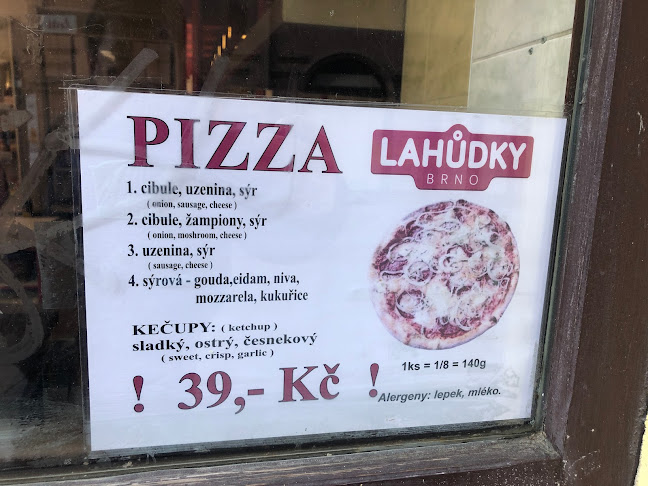 PIZZA
LAHŮDKY
BRNO
1. cibule, uzenina, sýr
( onion, sausage, cheese )
2. cibule, žampiony, sýr
( onion, moshroom, cheese )
3. uzenina, sýr
( sausage, cheese )
4. sýrová - gouda,eidam, niva,
mozzarela, kukuřice
KEČUPY: ( ketchup )
sladký, ostrý, česnekový
( sweet, crisp, garlic )
! 39,- Kč !
1ks = 1/8 = 140g
Alergeny: lepek, mléko.